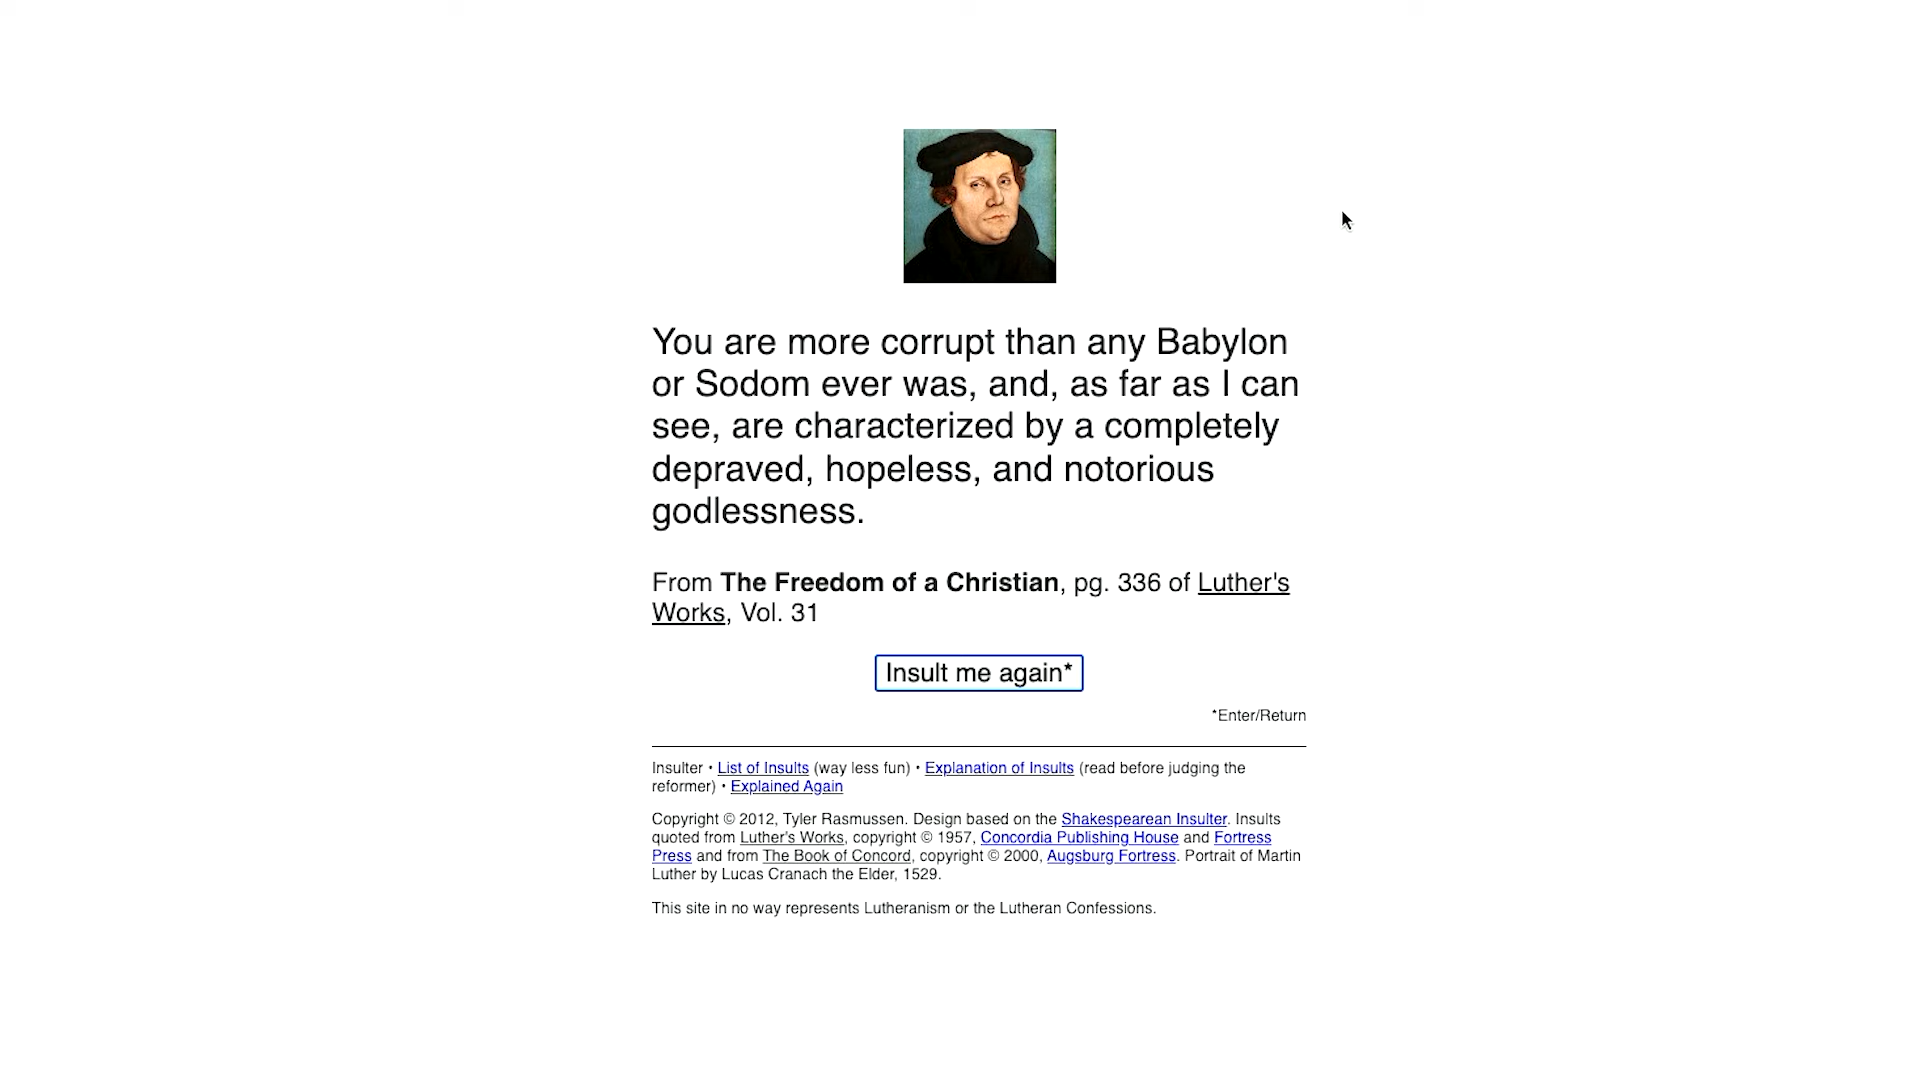 You are more corrupt than any Babylon
or Sodom ever was, and, as far as I can
see, are characterized by a completely
depraved, hopeless, and notorious
godlessness.
From The Freedom of a Christian, pg. 336 of Luther's
Works, Vol. 31
Insult me again*
*Enter/Return
Insulter • List of Insults (way less fun) • Explanation of Insults (read before judging the
reformer) • Explained Again
Copyright © 2012, Tyler Rasmussen. Design based on the Shakespearean Insulter. Insults
quoted from Luther's Works, copyright © 1957, Concordia Publishing House and Fortress
Press and from The Book of Concord, copyright © 2000, Augsburg Fortress. Portrait of Martin
Luther by Lucas Cranach the Elder, 1529.
This site in no way represents Lutheranism or the Lutheran Confessions.